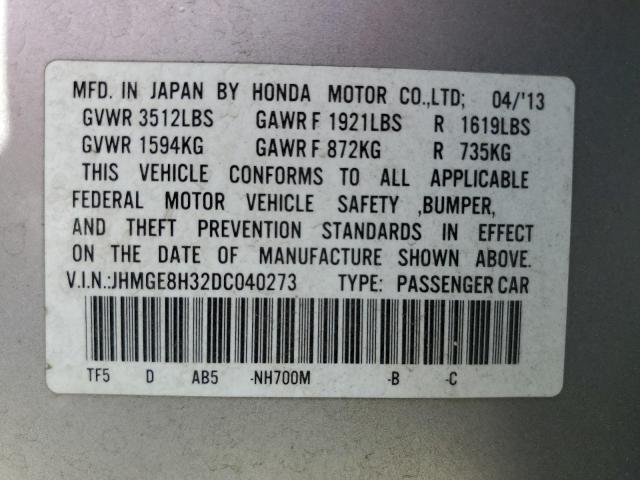 MFD. IN JAPAN BY HONDA MOTOR CO.,LTD; 04/'13
GVWR 3512LBS GAWR F 1921LBS R 1619LBS
GVWR 1594KG GAWR F 872KG R 735KG
THIS VEHICLE CONFORMS TO ALL APPLICABLE
FEDERAL MOTOR VEHICLE SAFETY ,BUMPER,
AND THEFT PREVENTION STANDARDS IN EFFECT
ON THE DATE OF MANUFACTURE SHOWN ABOVE.
V.I.N.:JHMGE8H32DC040273 TYPE: PASSENGER CAR
TF5 D AB5 -NH700M -B -C